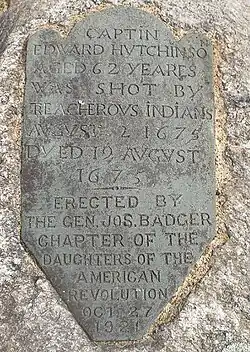 CAPTIN
EDWARD HUTCHINSON
AGED 62 YEARES
WAS SHOT BY
TREACHEROVS INDIANS
AVGVST 2 1675
DYED 19 AVGVST
1675
ERECTED BY
THE GEN. JOS. BADGER
CHAPTER OF THE
DAUGHTERS OF THE
AMERICAN
REVOLUTION
OCT. 27
1921